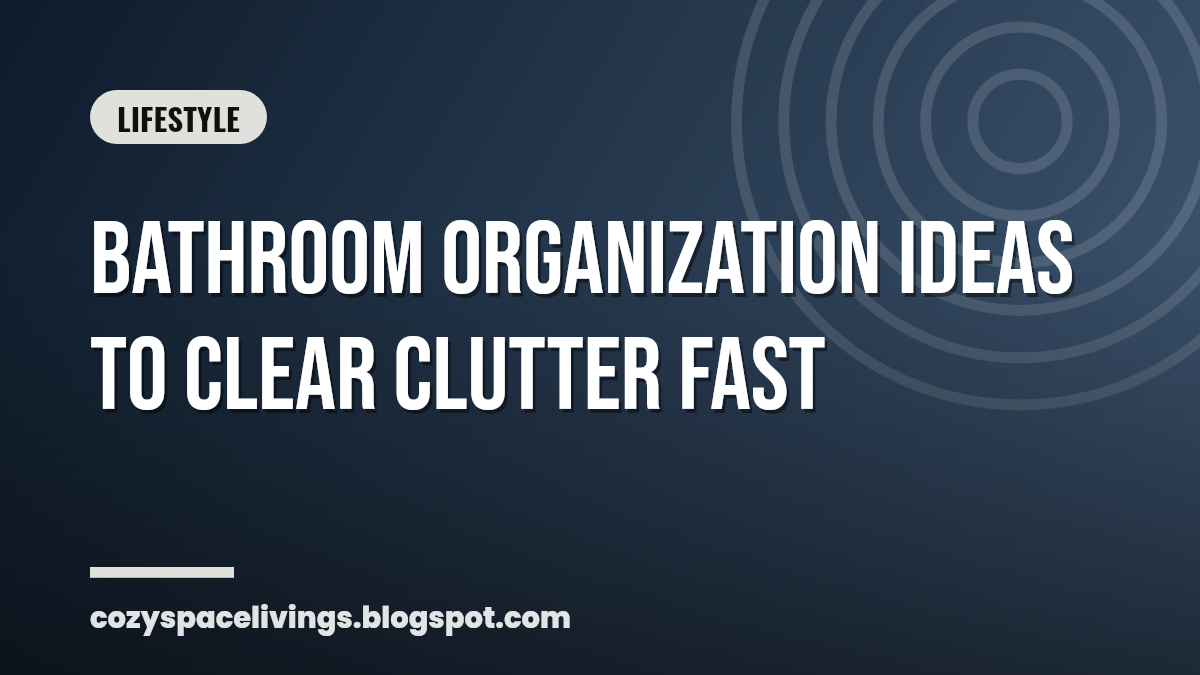 LIFESTYLE
BATHROOM ORGANIZATION IDEAS
TO CLEAR CLUTTER FAST
cozyspacelivings.blogspot.com